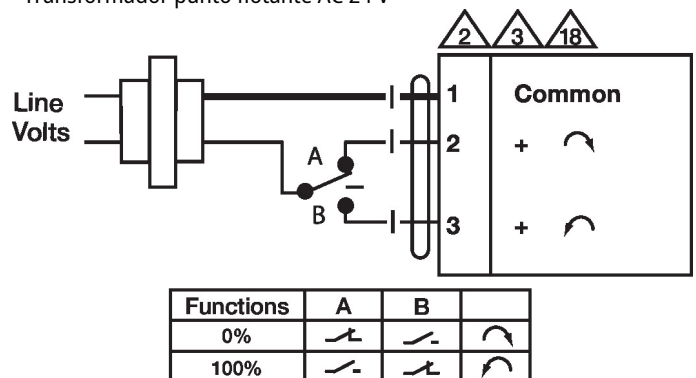 Transformador punto flotante AC 24 V
2 3 18
Line
Volts
1 Common
A
2 +
B
3 +
Functions A B
0%
100%